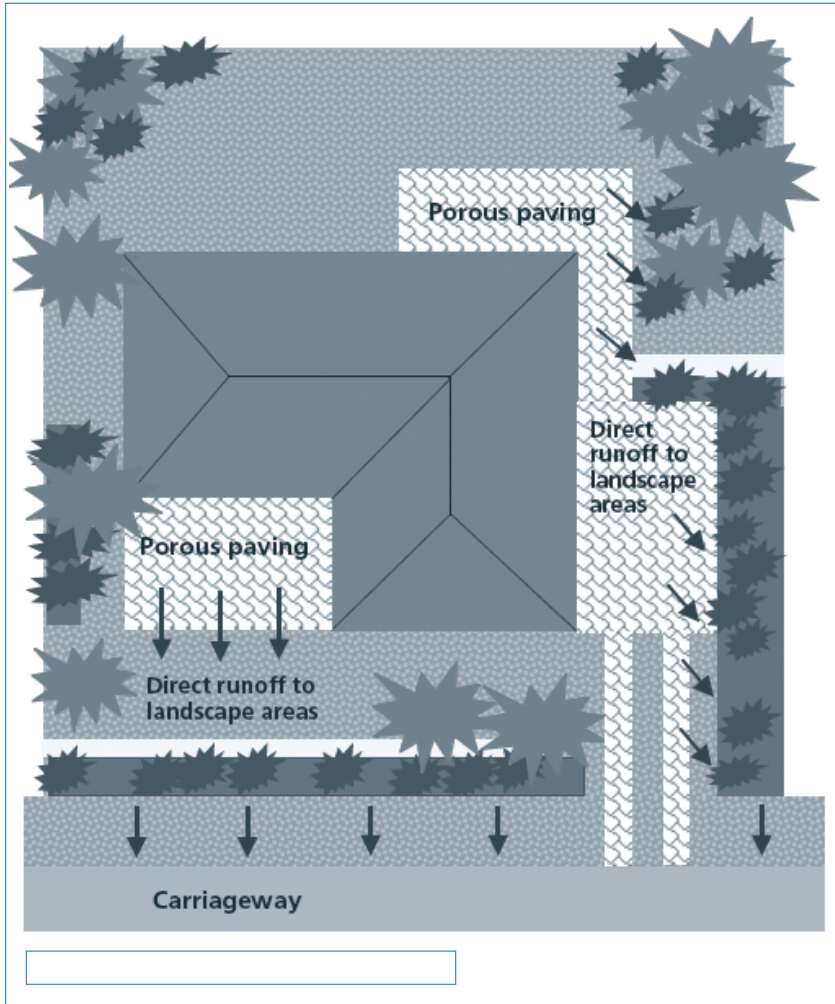 Porous paving
Direct
runoff to
landscape
areas
Porous paving
Direct runoff to
landscape areas
Carriageway